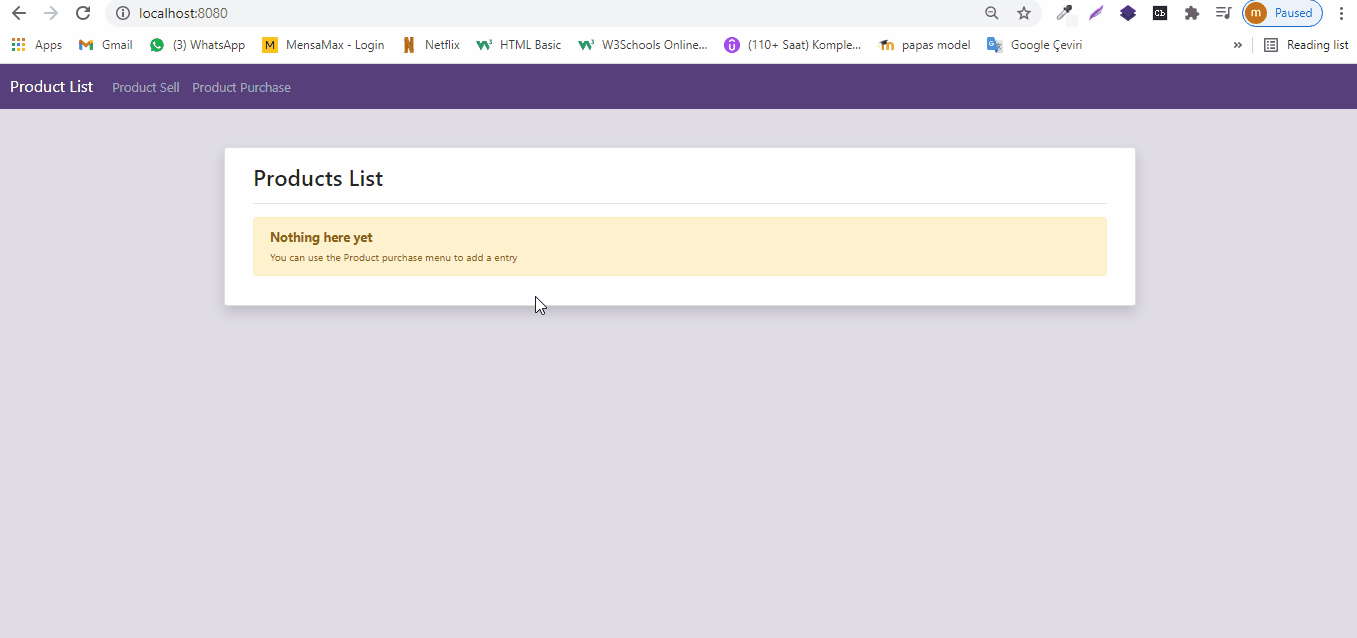 localhost:8080
m Paused
Apps Gmail (3) WhatsApp M MensaMax - Login Netflix HTML Basic W3Schools Online... (110+ Saat) Komple... papas model Google Çeviri » Reading list
Product List Product Sell Product Purchase
Products List
Nothing here yet
You can use the Product purchase menu to add a entry